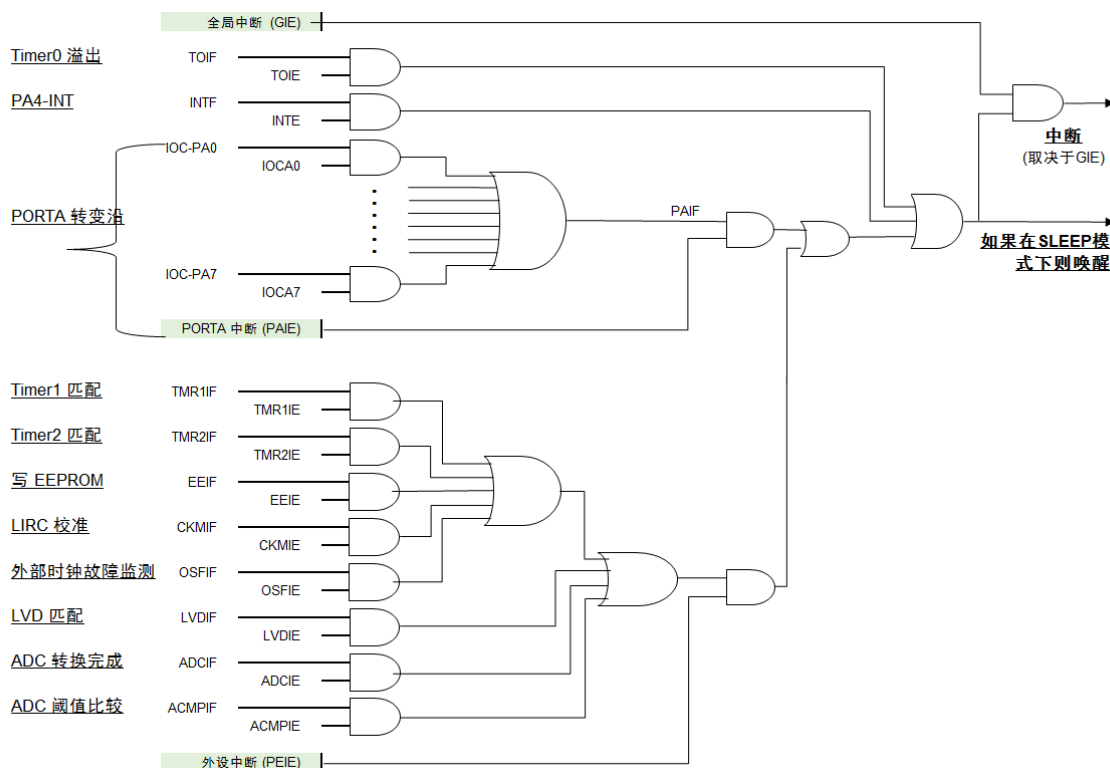 全局中断 (GIE)
Timer0 溢出
TOIF
TOIE
PA4-INT
INTF
INTE
中断
(取决于GIE)
IOC-PA0
IOCA0
PORTA 转变沿
PAIF
如果在SLEEP模
式下则唤醒
IOC-PA7
IOCA7
PORTA 中断 (PAIE)
Timer1 匹配
TMR1IF
TMR1IE
Timer2 匹配
TMR2IF
TMR2IE
写 EEPROM
EEIF
EEIE
LIRC 校准
CKMIF
CKMIE
外部时钟故障监测
OSFIF
OSFIE
LVD 匹配
LVDIF
LVDIE
ADC 转换完成
ADCIF
ADCIE
ADC 阈值比较
ACMPIF
ACMPIE
外设中断 (PEIE)